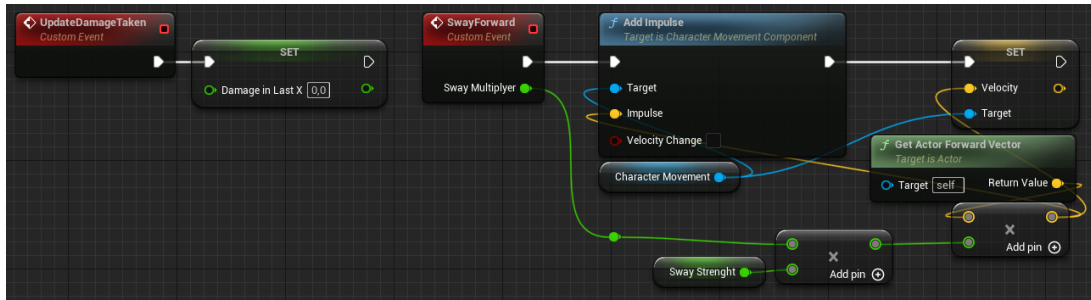 UpdateDamageTaken
Custom Event
SET
Damage in Last X 0,0
SwayForward
Custom Event
Sway Multiplyer
f Add Impulse
Target is Character Movement Component
Target
Impulse
Velocity Change
Character Movement
SET
Velocity
Target
f Get Actor Forward Vector
Target is Actor
Target self Return Value
Add pin
Sway Strenght
Add pin